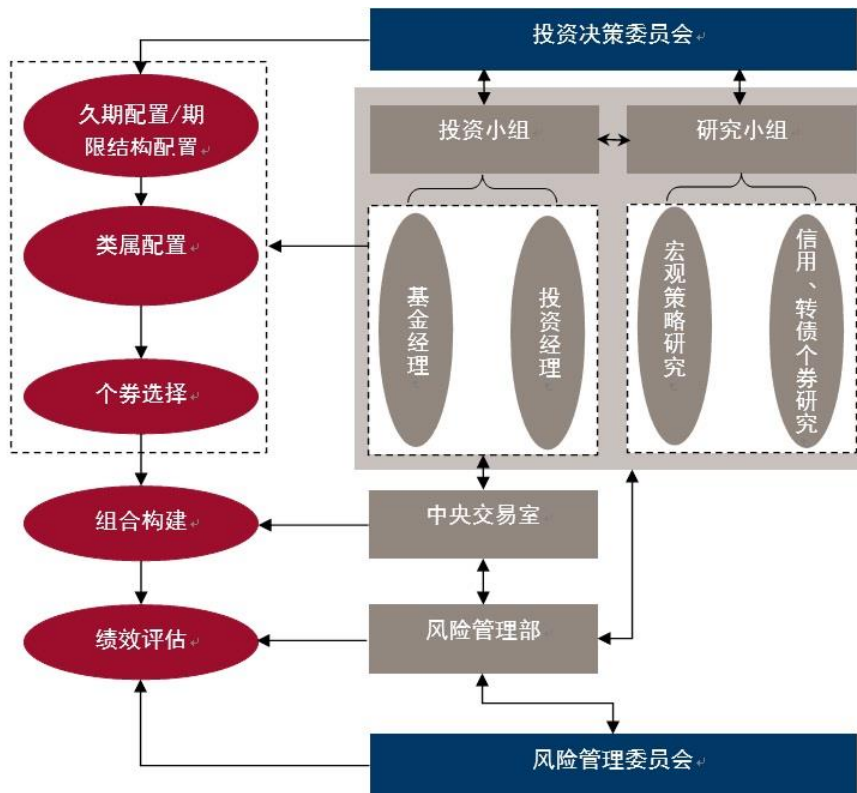 投资决策委员会
久期配置/期
限结构配置
投资小组
研究小组
类属配置
基金经理
投资经理
宏观策略研究
信用、转债个券研究
个券选择
组合构建
中央交易室
绩效评估
风险管理部
风险管理委员会